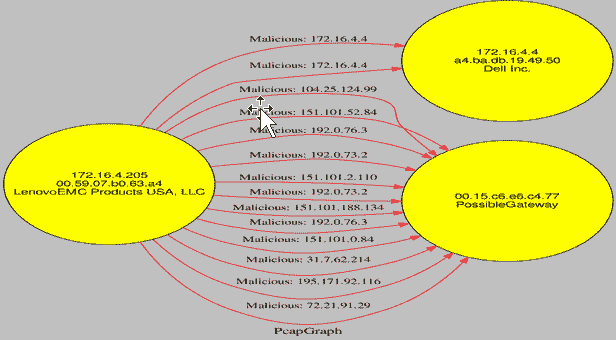 Malicious: 172.16.4.4
172.16.4.4
a4.ba.db.19.49.50
Dell Inc.
Malicious: 172.16.4.4
Malicious: 104.25.124.99
Malicious: 151.101.52.84
Malicious: 192.0.76.3
Malicious: 192.0.73.2
172.16.4.205
00.59.07.b0.63.a4
LenovoEMC Products USA, LLC
Malicious: 151.101.2.110
Malicious: 192.0.73.2
00.15.c6.e6.c4.77
PossibleGateway
Malicious: 151.101.188.134
Malicious: 192.0.76.3
Malicious: 151.101.0.84
Malicious: 31.7.62.214
Malicious: 195.171.92.116
Malicious: 72.21.91.29
PcapGraph